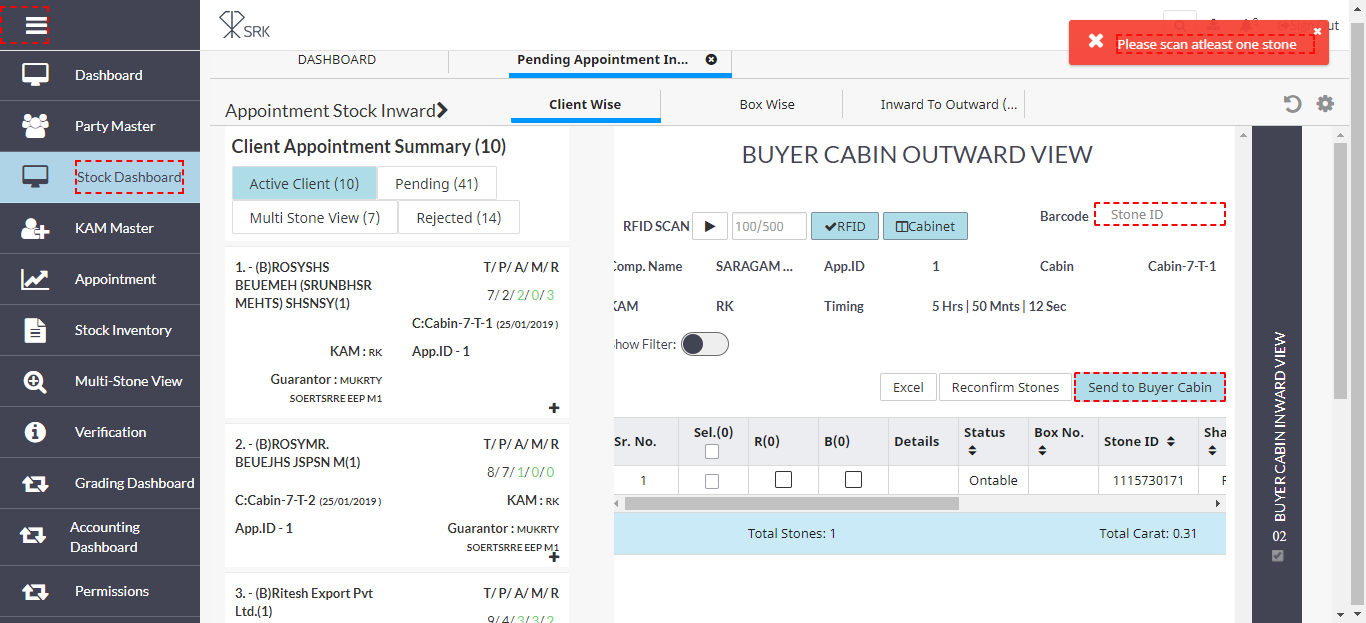 SRK
Please scan atleast one stone
Dashboard
Party Master
Stock Dashboard
KAM Master
Appointment
Stock Inventory
Multi-Stone View
Verification
Grading Dashboard
Accounting
Dashboard
Permissions
DASHBOARD
Pending Appointment In...
Appointment Stock Inward
Client Wise
Box Wise
Inward To Outward (...
Client Appointment Summary (10)
Active Client (10)
Pending (41)
Multi Stone View (7)
Rejected (14)
1. - (B)ROSYSHS
BEUEMEH (SRUNBHSR
MEHTS) SHSNSY(1)
T/ P/ A/ M/ R
7/ 2/ 2/ 0/ 3
C:Cabin-7-T-1 (25/01/2019 )
KAM : RK
App.ID - 1
Guarantor : MUKRTY
SOERTSRRE EEP M1
2. - (B)ROSYMR.
BEUEJHS JSPSN M(1)
T/ P/ A/ M/ R
8/ 7/ 1/ 0/ 0
C:Cabin-7-T-2 (25/01/2019 )
KAM : RK
App.ID - 1
Guarantor : MUKRTY
SOERTSRRE EEP M1
3. - (B)Ritesh Export Pvt
Ltd.(1)
T/ P/ A/ M/ R
9/ 4/ 3/ 3/ 2
BUYER CABIN OUTWARD VIEW
RFID SCAN
100/500
RFID
Cabinet
Barcode
Stone ID
Comp. Name
SARAGAM ...
App.ID
1
Cabin
Cabin-7-T-1
KAM
RK
Timing
5 Hrs | 50 Mnts | 12 Sec
Show Filter:
Excel
Reconfirm Stones
Send to Buyer Cabin
Sr. No.
Sel.(0)
R(0)
B(0)
Details
Status
Box No.
Stone ID
Sha
1
Ontable
1115730171
Total Stones: 1
Total Carat: 0.31
BUYER CABIN INWARD VIEW
02